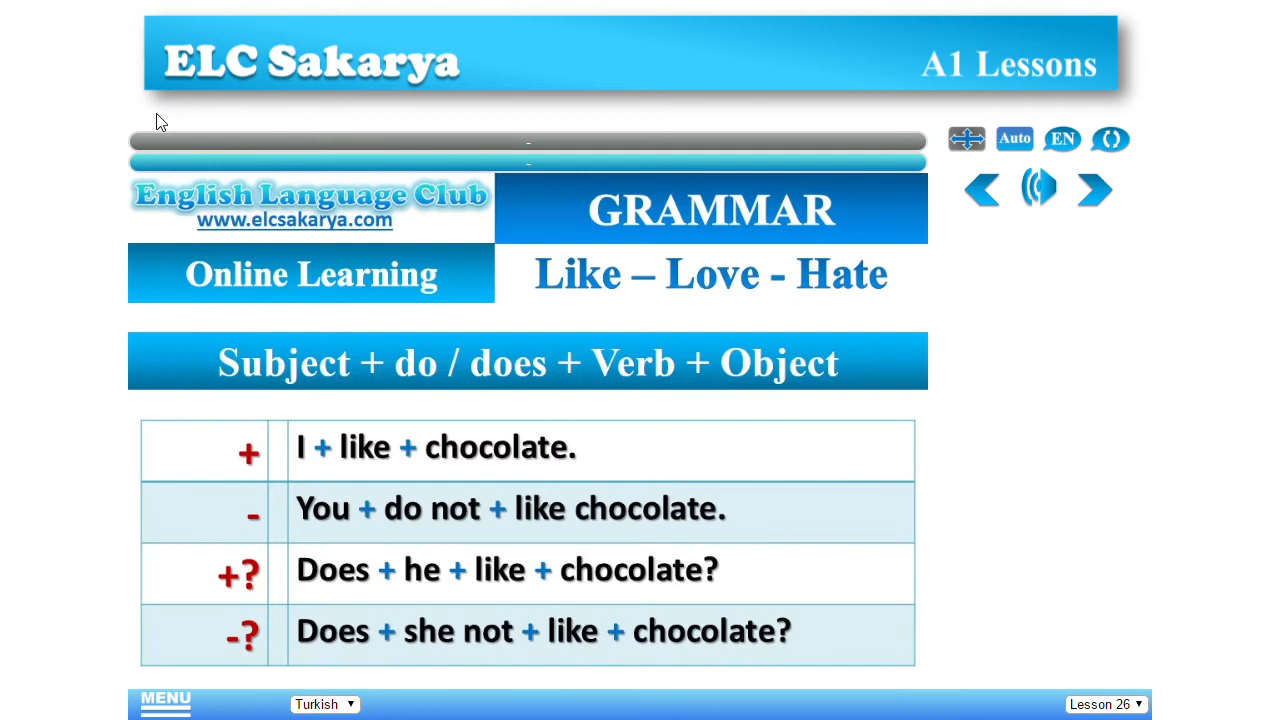 ELC Sakarya
A1 Lessons
-
Auto
EN
-
English Language Club
www.elcsakarya.com
GRAMMAR
Online Learning
Like – Love - Hate
Subject + do / does + Verb + Object
+ I + like + chocolate.
- You + do not + like chocolate.
+? Does + he + like + chocolate?
-? Does + she not + like + chocolate?
MENU
Turkish
Lesson 26